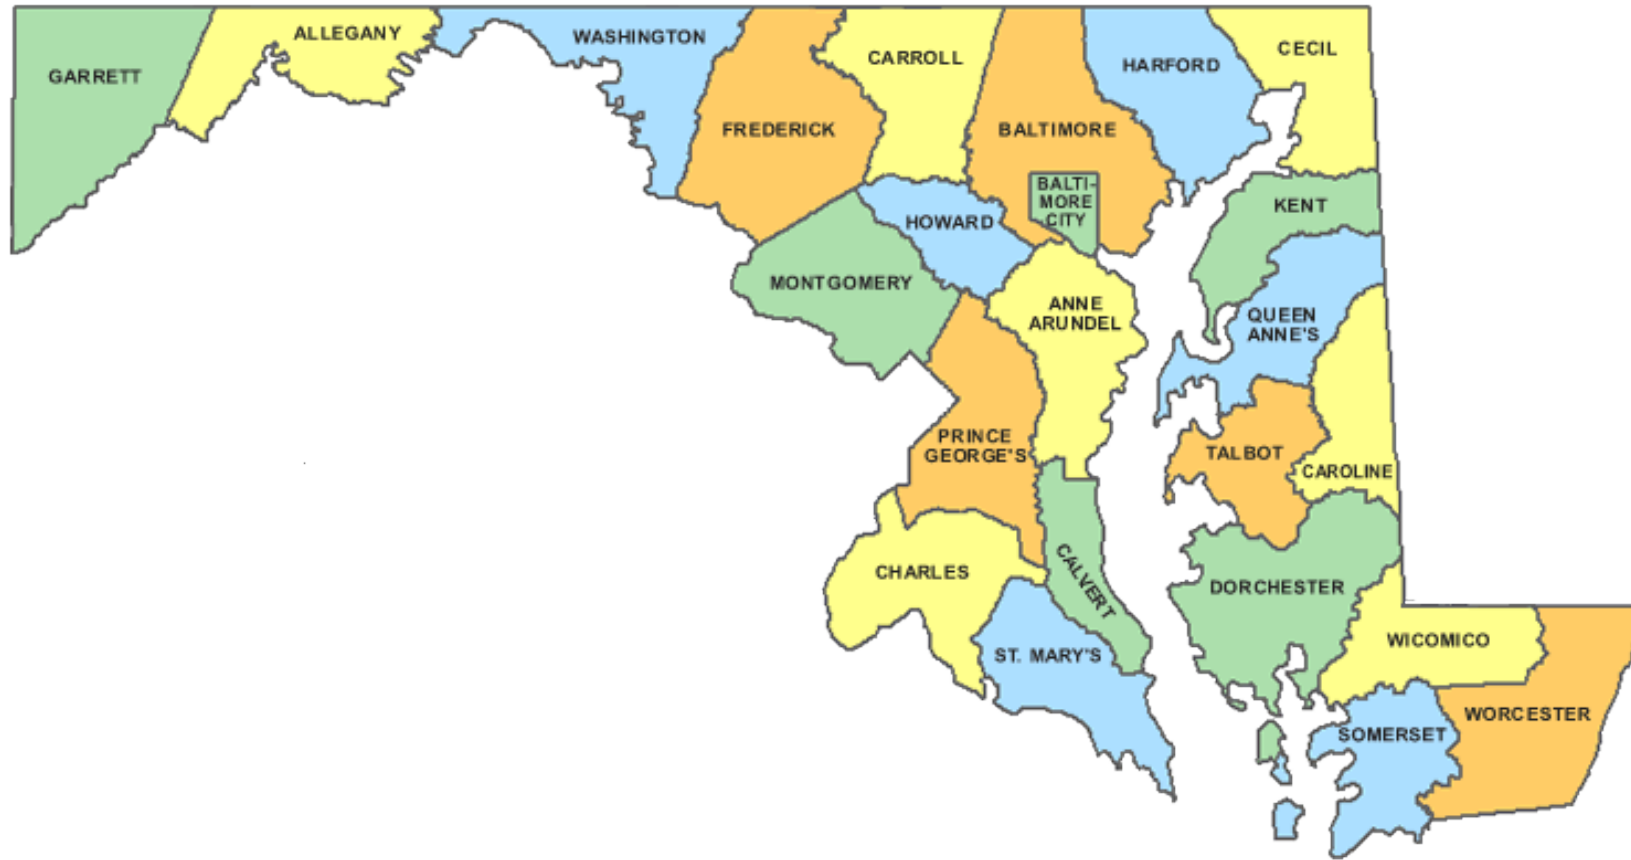 GARRETT
ALLEGANY
WASHINGTON
FREDERICK
CARROLL
BALTIMORE
HARFORD
CECIL
BALTI-
MORE
CITY
HOWARD
KENT
MONTGOMERY
ANNE
ARUNDEL
QUEEN
ANNE'S
PRINCE
GEORGE'S
TALBOT
CAROLINE
CHARLES
CALVERT
DORCHESTER
ST. MARY'S
WICOMICO
SOMERSET
WORCESTER